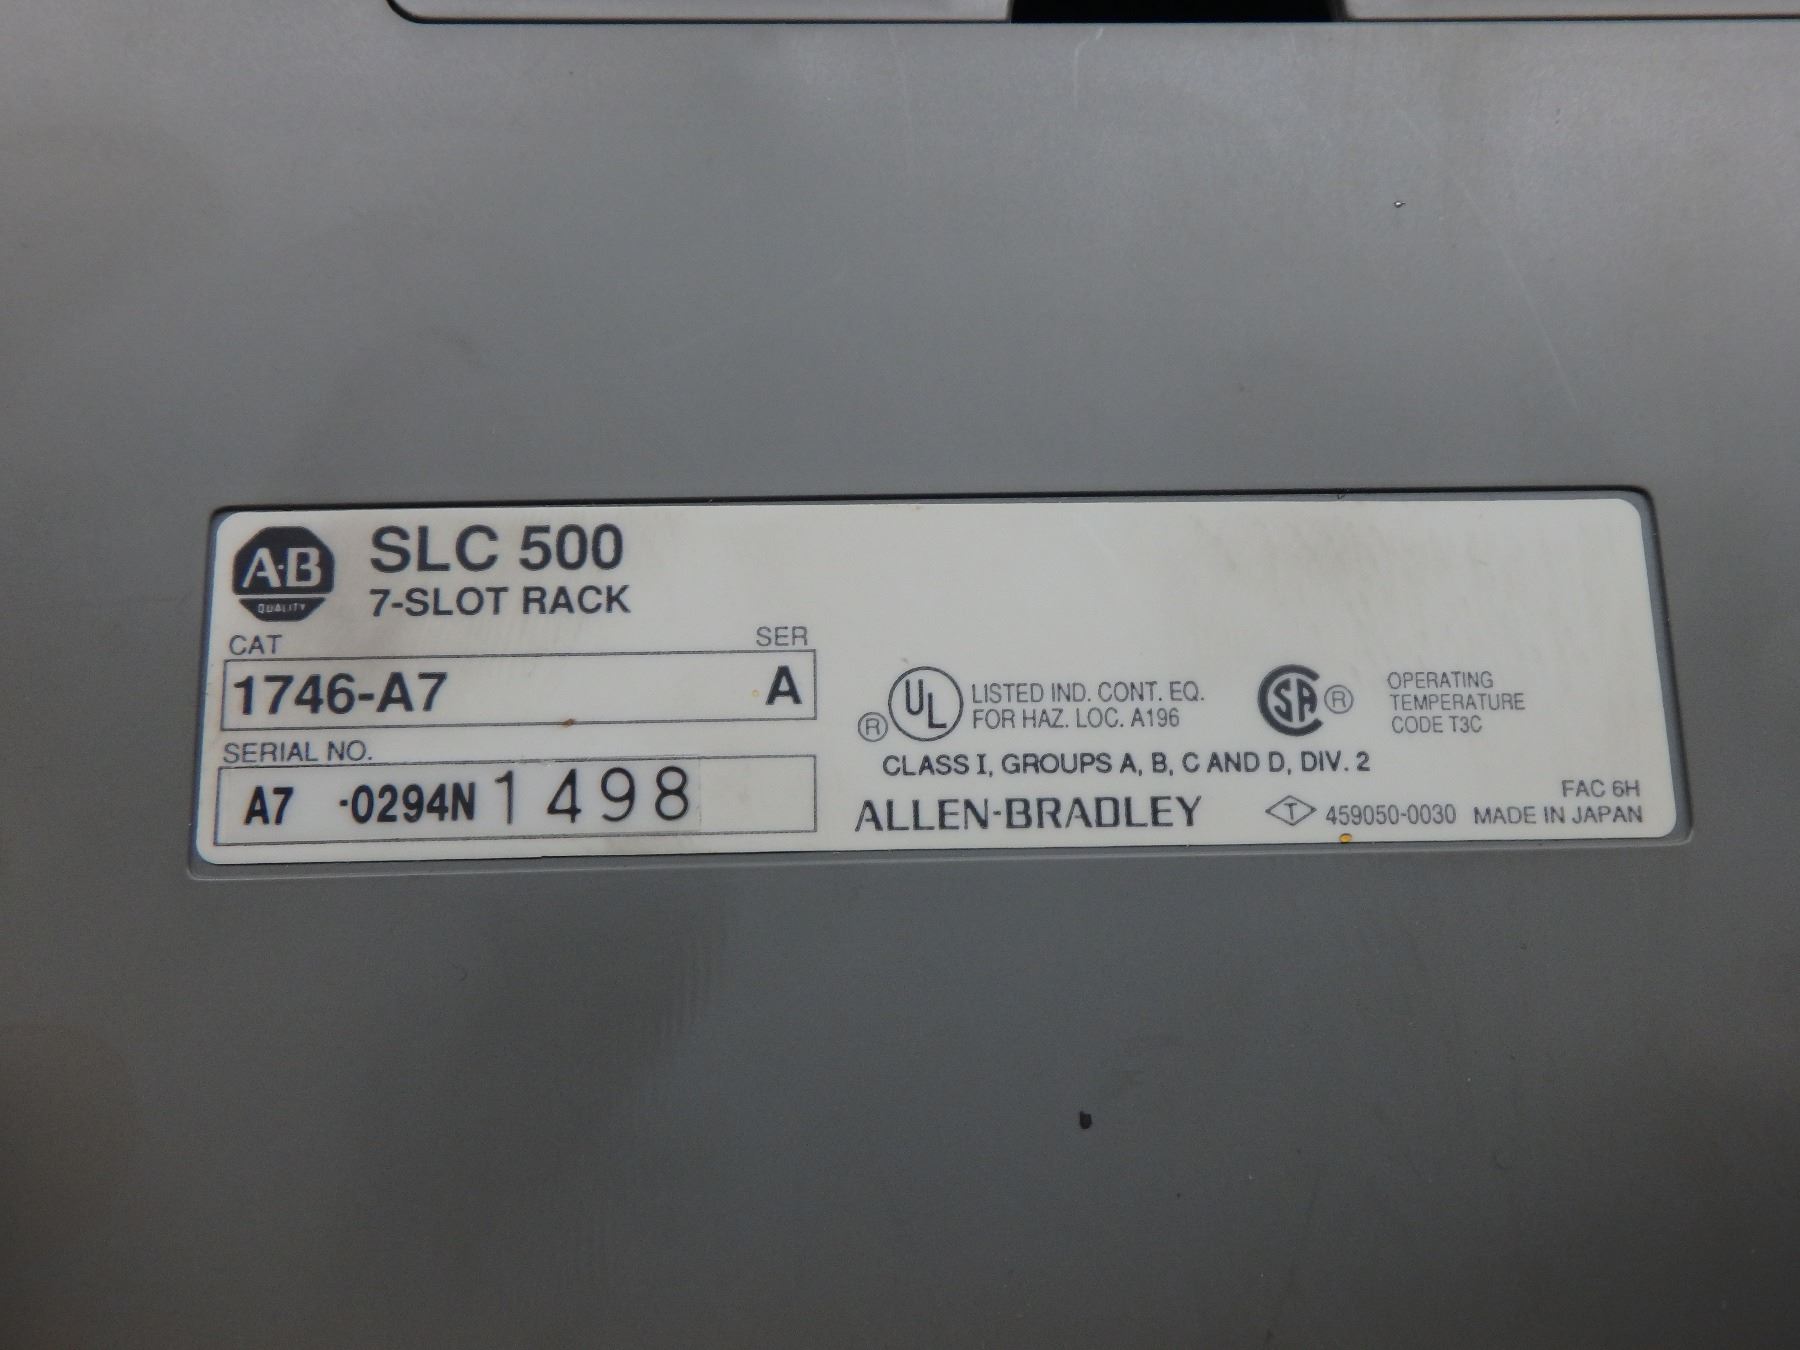 A·B
QUALITY
SLC 500
7-SLOT RACK
CAT SER
1746-A7 A
SERIAL NO.
A7 -0294N 1498
® UL LISTED IND. CONT. EQ.
FOR HAZ. LOC. A196
SA ®
OPERATING
TEMPERATURE
CODE T3C
CLASS I, GROUPS A, B, C AND D, DIV. 2
ALLEN-BRADLEY
T 459050-0030
FAC 6H
MADE IN JAPAN